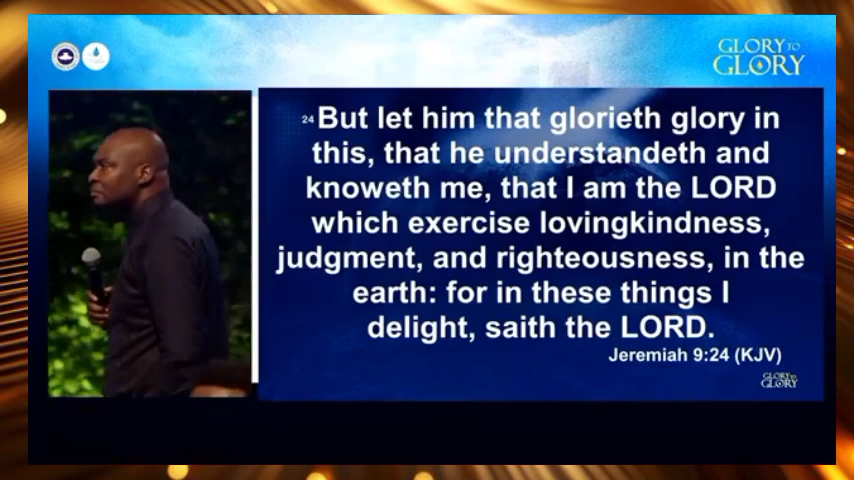 GLORY TO
GLORY
24 But let him that glorieth glory in
this, that he understandeth and
knoweth me, that I am the LORD
which exercise lovingkindness,
judgment, and righteousness, in the
earth: for in these things I
delight, saith the LORD.
Jeremiah 9:24 (KJV)
GLORY TO
GLORY